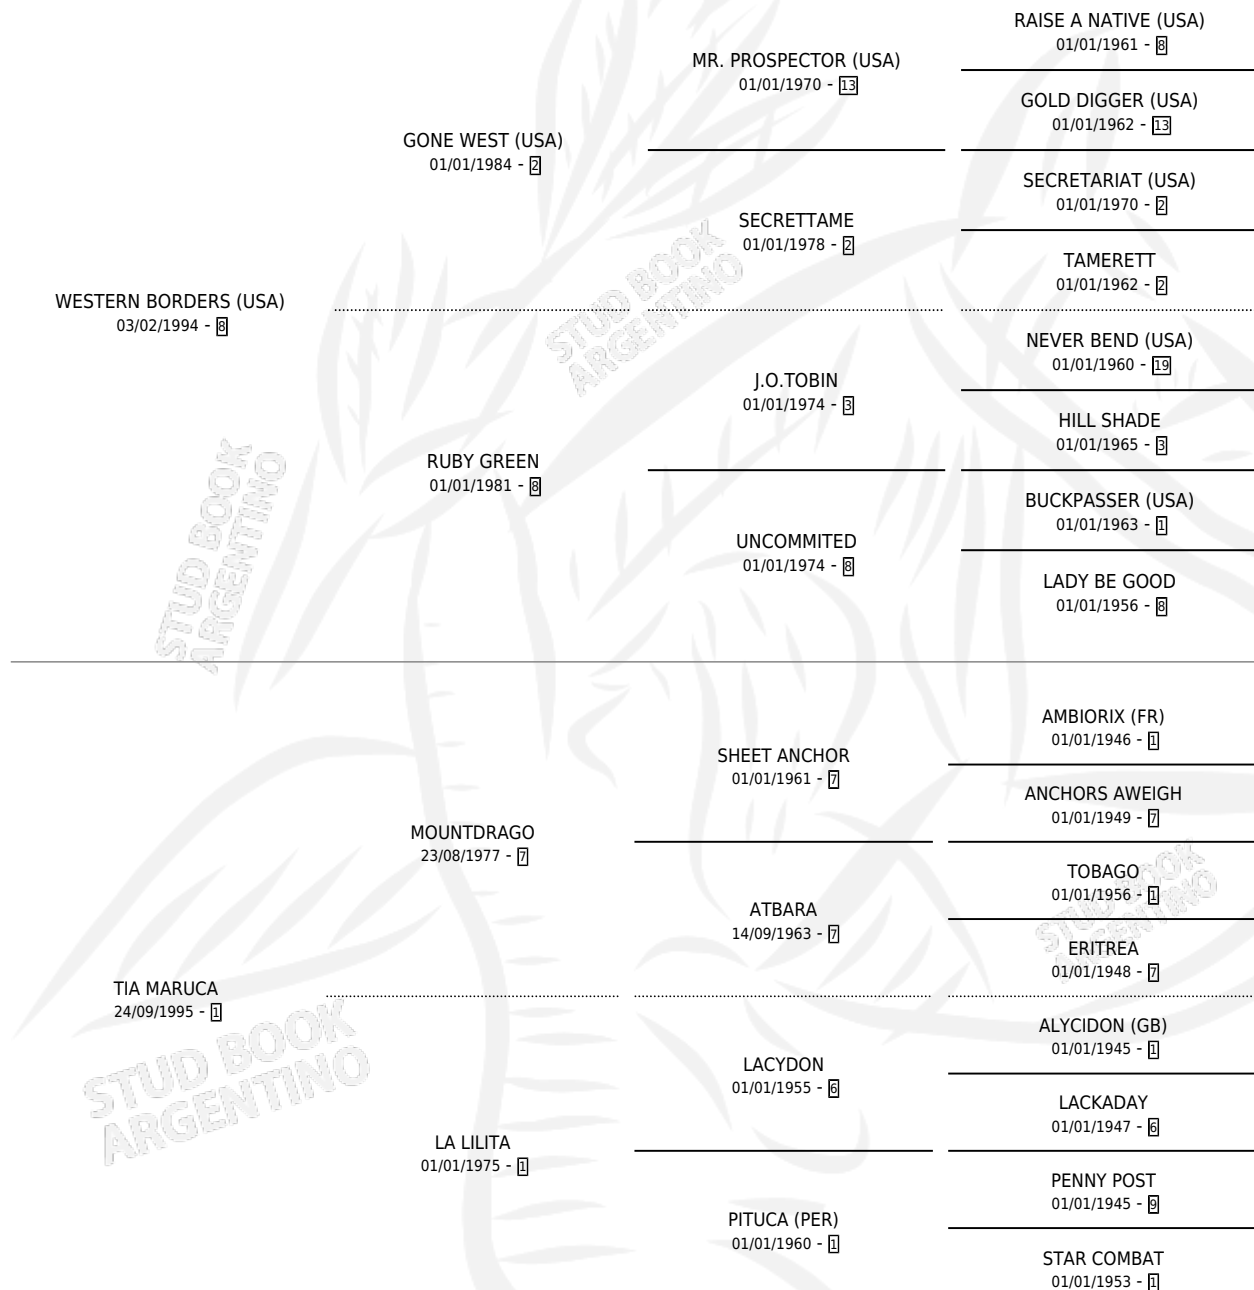 RAISE A NATIVE (USA)
01/01/1961 - 8
MR. PROSPECTOR (USA)
01/01/1970 - 13
GOLD DIGGER (USA)
01/01/1962 - 13
GONE WEST (USA)
01/01/1984 - 2
SECRETARIAT (USA)
01/01/1970 - 2
SECRETTAME
01/01/1978 - 2
TAMERETT
01/01/1962 - 2
WESTERN BORDERS (USA)
03/02/1994 - 8
NEVER BEND (USA)
01/01/1960 - 19
J.O.TOBIN
01/01/1974 - 3
HILL SHADE
01/01/1965 - 3
RUBY GREEN
01/01/1981 - 8
BUCKPASSER (USA)
01/01/1963 - 1
UNCOMMITED
01/01/1974 - 8
LADY BE GOOD
01/01/1956 - 8
AMBIORIX (FR)
01/01/1946 - 1
SHEET ANCHOR
01/01/1961 - 7
ANCHORS AWEIGH
01/01/1949 - 7
MOUNTDRAGO
23/08/1977 - 7
TOBAGO
01/01/1956 - 1
ATBARA
14/09/1963 - 7
ERITREA
01/01/1948 - 7
TIA MARUCA
24/09/1995 - 1
ALYCIDON (GB)
01/01/1945 - 1
LACYDON
01/01/1955 - 6
LACKADAY
01/01/1947 - 6
LA LILITA
01/01/1975 - 1
PENNY POST
01/01/1945 - 9
PITUCA (PER)
01/01/1960 - 1
STAR COMBAT
01/01/1953 - 1
STUD BOOK
ARGENTINO
STUD BOOK
ARGENTINO
STUD BOOK
ARGENTINO
STUD BOOK
ARGENTINO